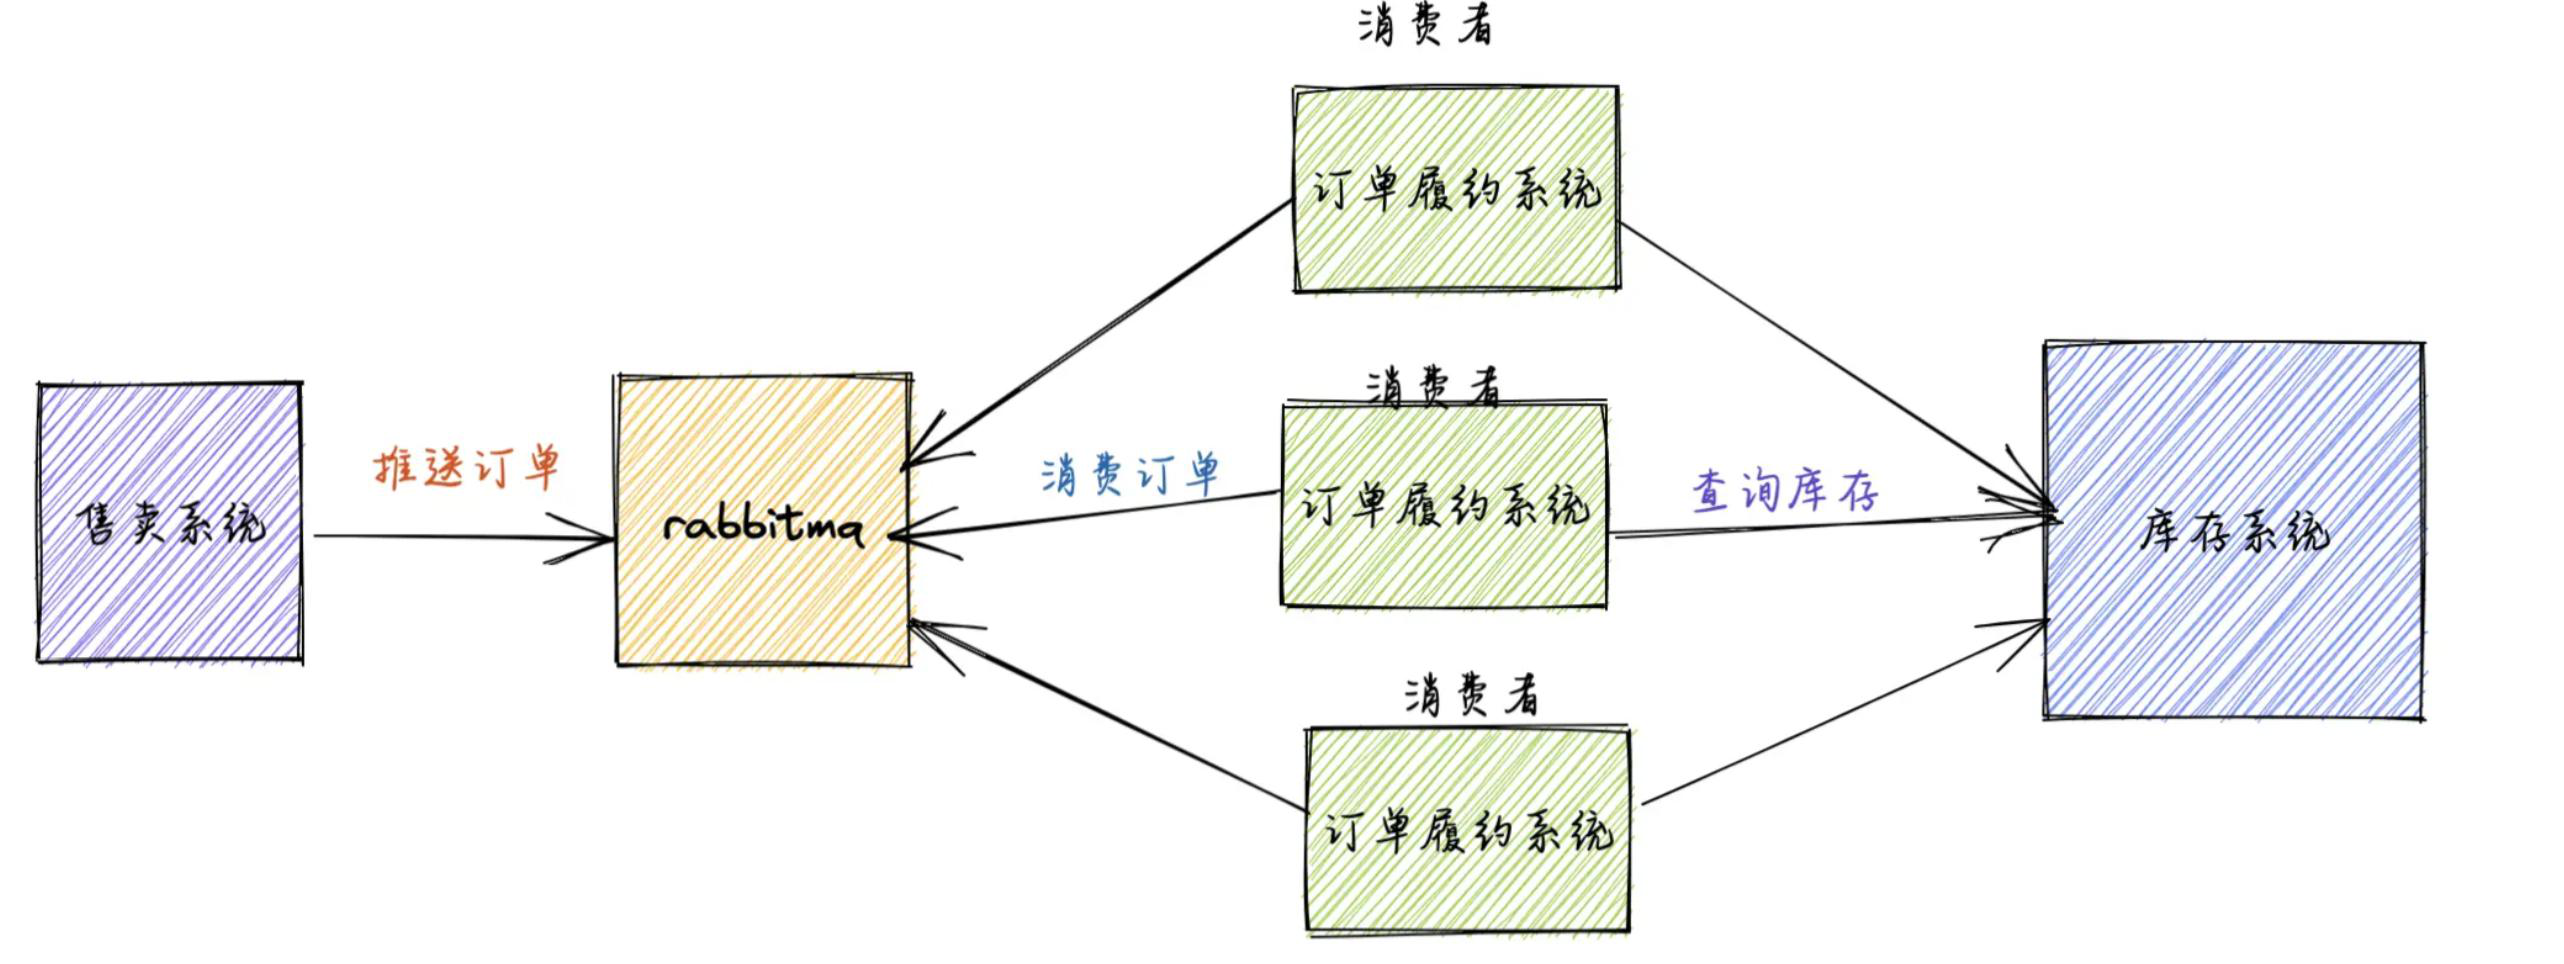 消费者
订单履约系统
消费者
推送订单
消费订单
查询库存
售卖系统
rabbitmq
订单履约系统
库存系统
消费者
订单履约系统